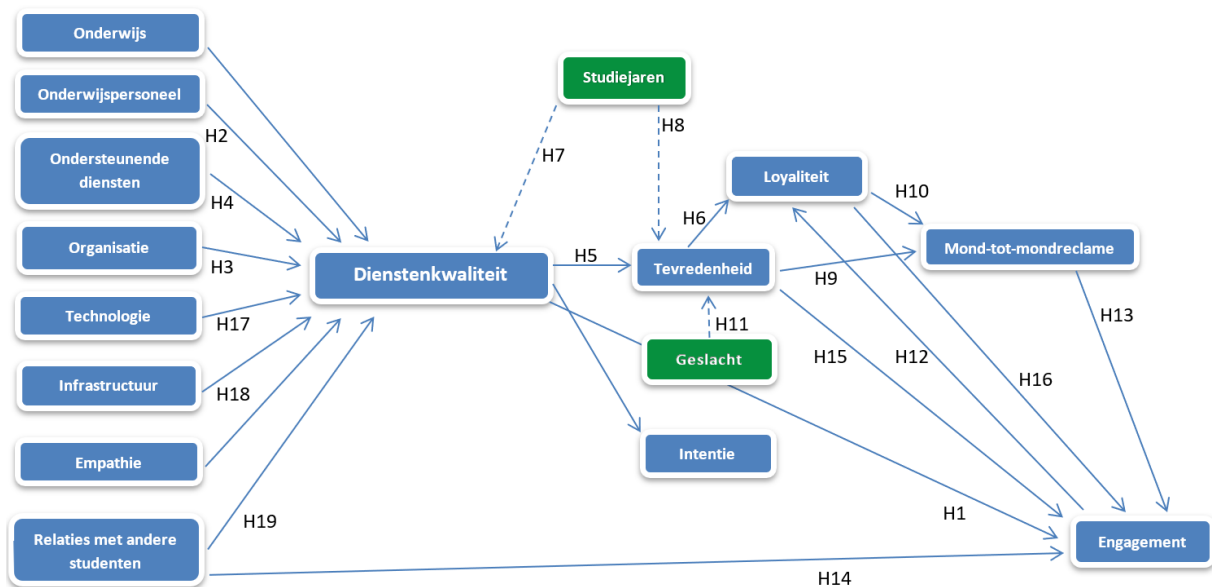 Onderwijs
Onderwijspersoneel
H2
Ondersteunende
diensten
H4
Organisatie
H3
Technologie
H17
Infrastructuur
H18
Empathie
Relaties met andere
studenten
H19
H14
Dienstenkwaliteit
Studiejaren
H7
H8
H5
Tevredenheid
H6
Loyaliteit
H10
Mond-tot-mondreclame
H9
H13
H11
Geslacht
H15
H12
H16
Intentie
H1
Engagement